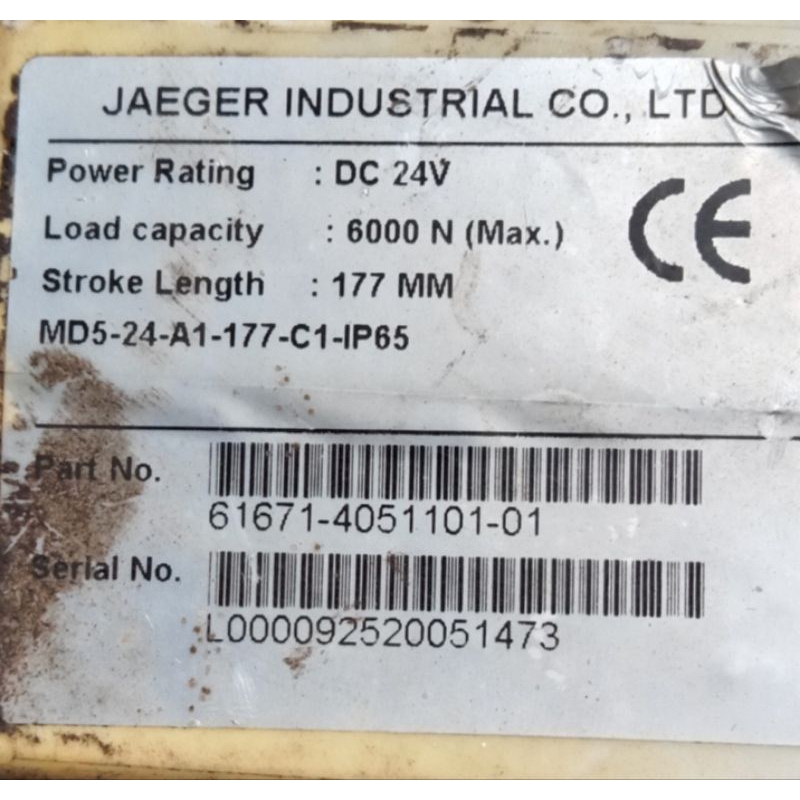 JAEGER INDUSTRIAL CO., LTD
Power Rating : DC 24V
Load capacity : 6000 N (Max.)
Stroke Length : 177 MM
CE
MD5-24-A1-177-C1-IP65
Part No.
61671-4051101-01
Serial No.
L0000092520051473